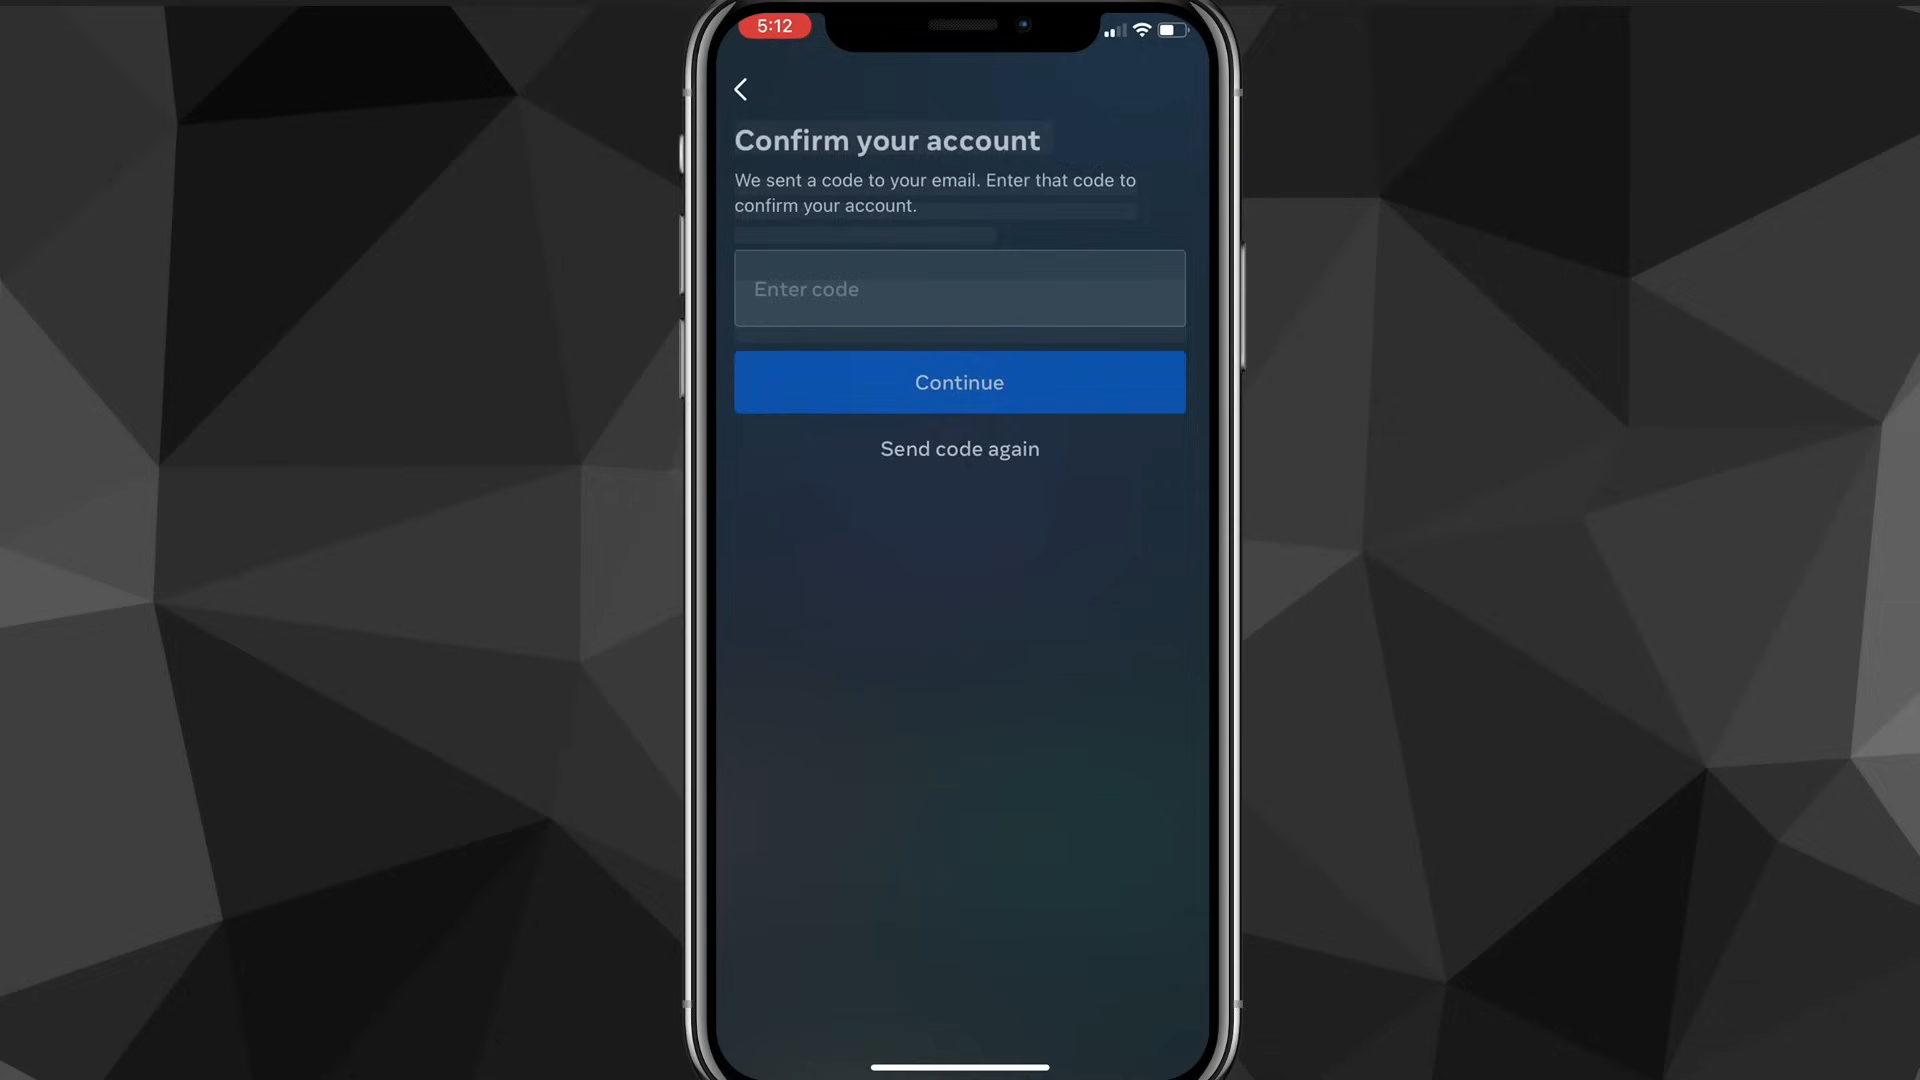 5:12
Confirm your account
We sent a code to your email. Enter that code to
confirm your account.
Enter code
Continue
Send code again